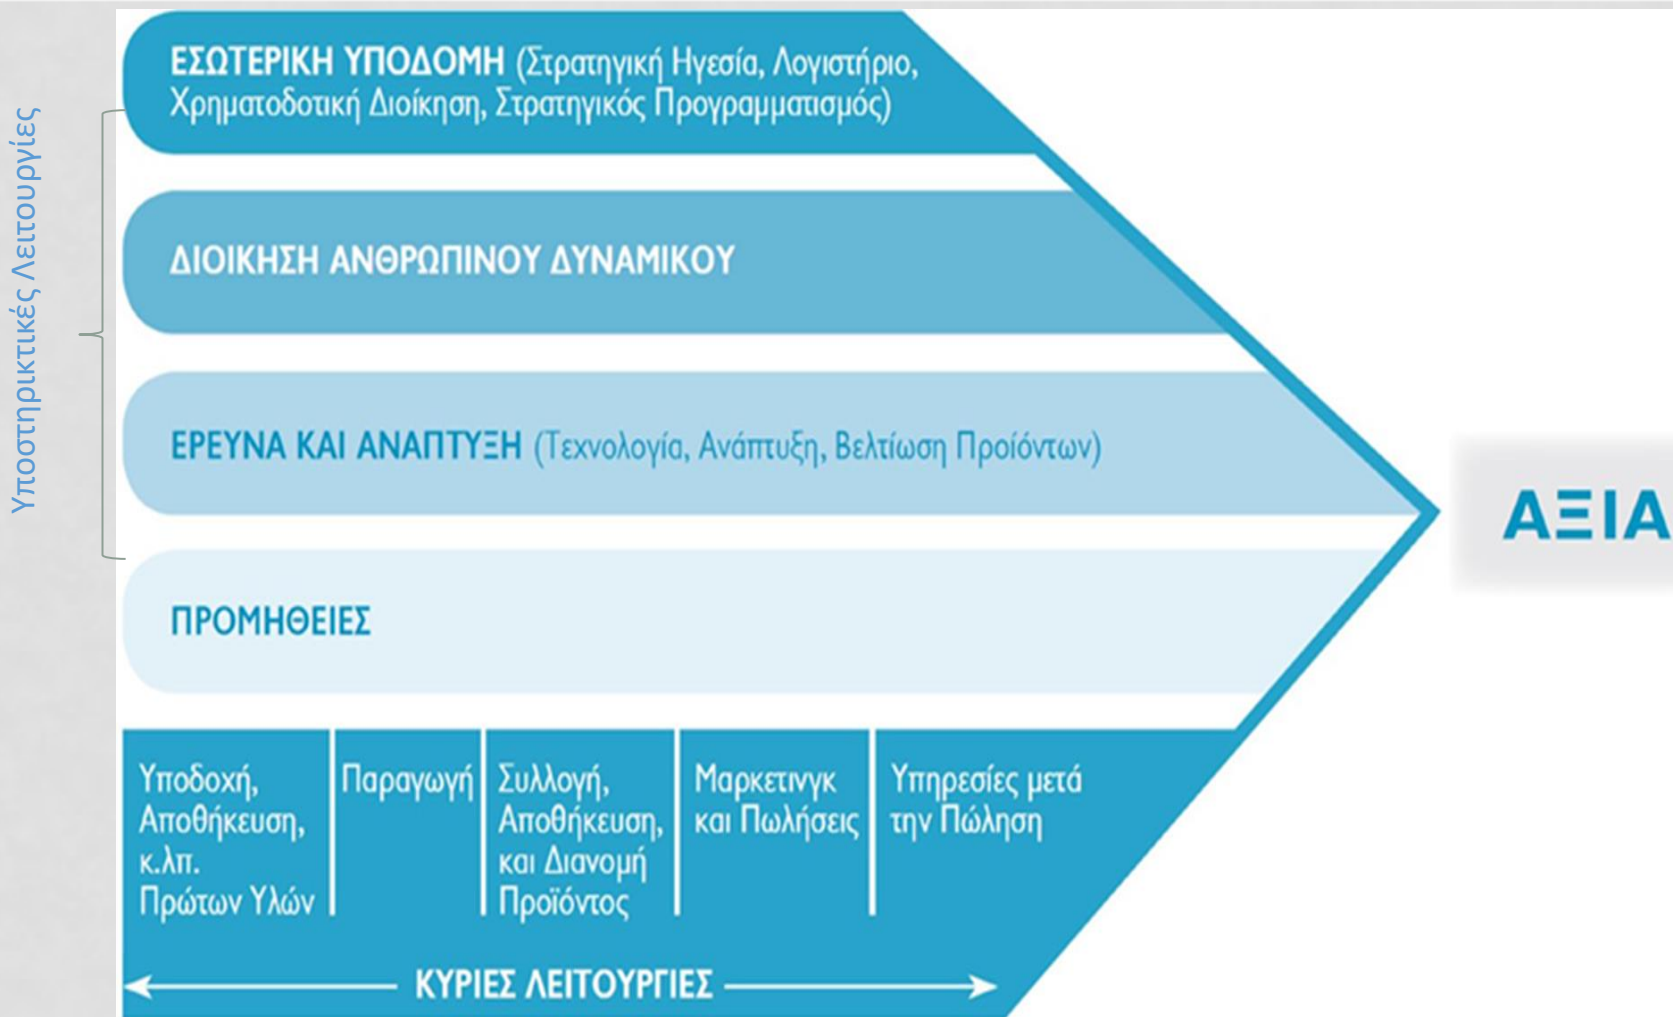 Υποστηρικτικές Λειτουργίες
ΕΣΩΤΕΡΙΚΗ ΥΠΟΔΟΜΗ (Στρατηγική Ηγεσία, Λογιστήριο,
Χρηματοδοτική Διοίκηση, Στρατηγικός Προγραμματισμός)
ΔΙΟΙΚΗΣΗ ΑΝΘΡΩΠΙΝΟΥ ΔΥΝΑΜΙΚΟΥ
ΕΡΕΥΝΑ ΚΑΙ ΑΝΑΠΤΥΞΗ (Τεχνολογία, Ανάπτυξη, Βελτίωση Προίόντων)
ΠΡΟΜΗΘΕΙΕΣ
ΑΞΙΑ
Υποδοχή,
Αποθήκευση,
κ.λπ.
Πρώτων Υλών
Παραγωγή
Συλλογή,
Αποθήκευση,
και Διανομή
Προϊόντος
Μαρκετινγκ
και Πωλήσεις
Υπηρεσίες μετά
την Πώληση
ΚΥΡΙΕΣ ΛΕΙΤΟΥΡΓΙΕΣ